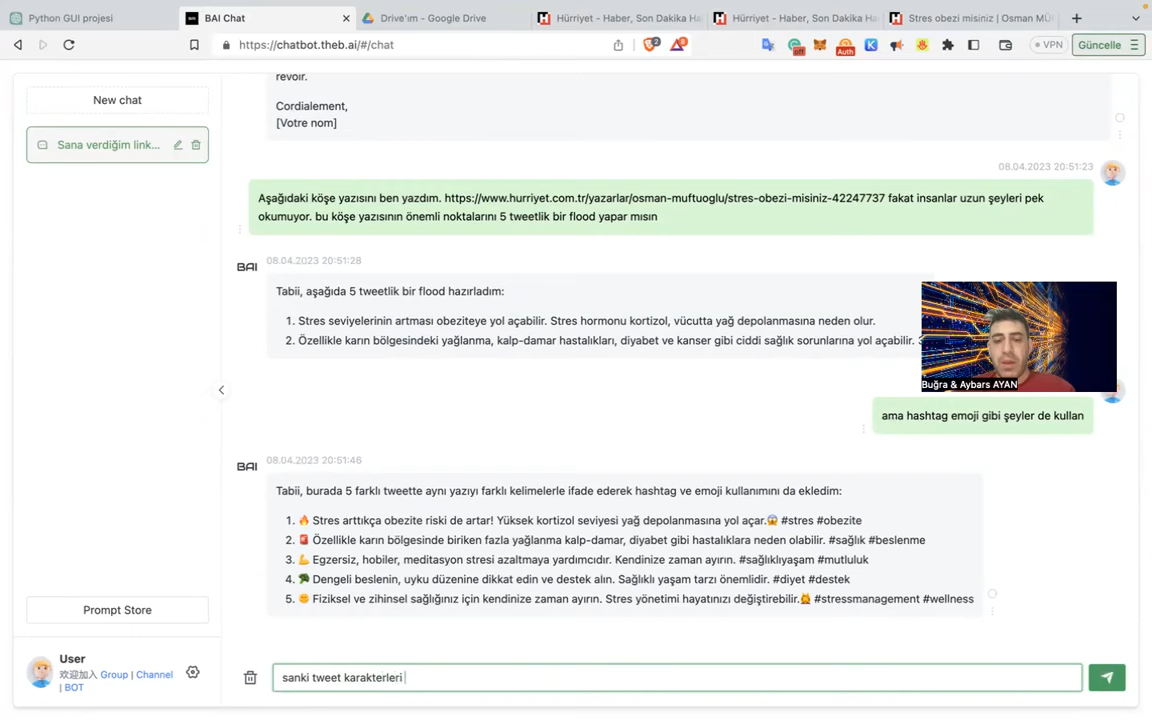 Python GUI projesi
BAI Chat
Drive'ım - Google Drive
Hürriyet - Haber, Son Dakika Ha
Hürriyet - Haber, Son Dakika Ha
Stres obezi misiniz | Osman MÜ
https://chatbot.theb.ai/#/chat
2
8
off
Auth
VPN
Güncelle
New chat
Sana verdiğim link...
revoir.
Cordialement,
[Votre nom]
08.04.2023 20:51:23
Aşağıdaki köşe yazısını ben yazdım. https://www.hurriyet.com.tr/yazarlar/osman-muftuoglu/stres-obezi-misiniz-42247737 fakat insanlar uzun şeyleri pek
okumuyor. bu köşe yazısının önemli noktalarını 5 tweetlik bir flood yapar mısın
BAI
08.04.2023 20:51:28
Tabii, aşağıda 5 tweetlik bir flood hazırladım:
1. Stres seviyelerinin artması obeziteye yol açabilir. Stres hormonu kortizol, vücutta yağ depolanmasına neden olur.
2. Özellikle karın bölgesindeki yağlanma, kalp-damar hastalıkları, diyabet ve kanser gibi ciddi sağlık sorunlarına yol açabilir.
Buğra & Aybars AYAN
ama hashtag emoji gibi şeyler de kullan
BAI
08.04.2023 20:51:46
Tabii, burada 5 farklı tweette aynı yazıyı farklı kelimelerle ifade ederek hashtag ve emoji kullanımını da ekledim:
1. 🔥 Stres arttıkça obezite riski de artar! Yüksek kortizol seviyesi yağ depolanmasına yol açar.😱 #stres #obezite
2. 🚨 Özellikle karın bölgesinde biriken fazla yağlanma kalp-damar, diyabet gibi hastalıklara neden olabilir. #sağlık #beslenme
3. 💪 Egzersiz, hobiler, meditasyon stresi azaltmaya yardımcıdır. Kendinize zaman ayırın. #sağlıklıyaşam #mutluluk
4. 🥦 Dengeli beslenin, uyku düzenine dikkat edin ve destek alın. Sağlıklı yaşam tarzı önemlidir. #diyet #destek
5. 🌞 Fiziksel ve zihinsel sağlığınız için kendinize zaman ayırın. Stres yönetimi hayatınızı değiştirebilir.💆 #stressmanagement #wellness
Prompt Store
User
欢迎加入 Group | Channel
| BOT
sanki tweet karakterleri